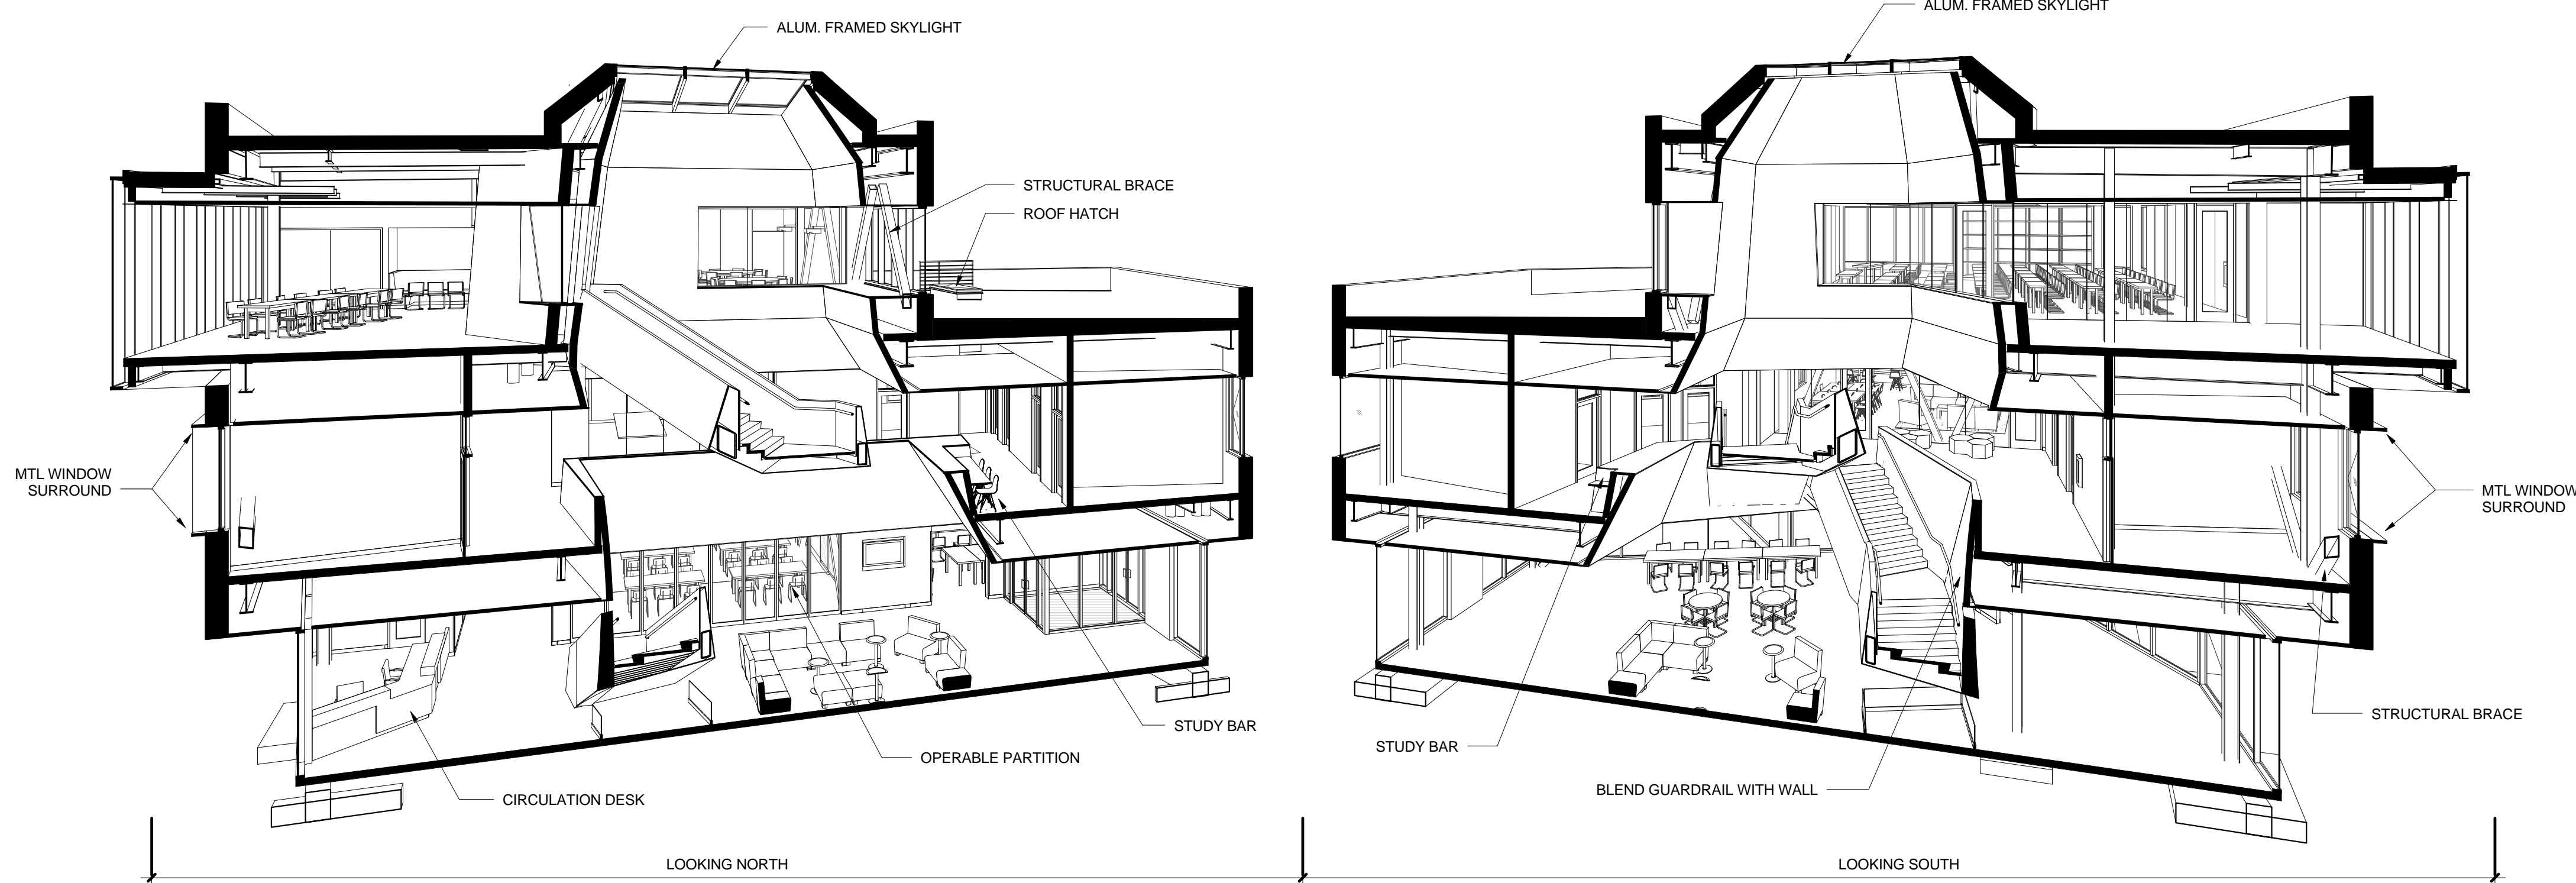 ALUM. FRAMED SKYLIGHT
STRUCTURAL BRACE
ROOF HATCH
MTL WINDOW
SURROUND
STUDY BAR
OPERABLE PARTITION
CIRCULATION DESK
LOOKING NORTH
ALUM. FRAMED SKYLIGHT
MTL WINDOW
SURROUND
STRUCTURAL BRACE
STUDY BAR
BLEND GUARDRAIL WITH WALL
LOOKING SOUTH